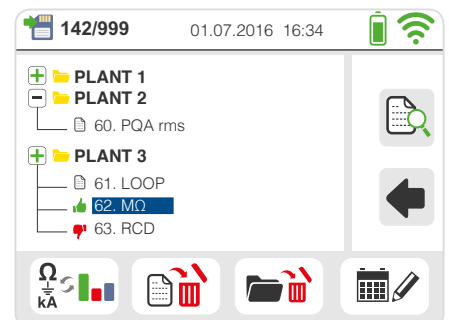 142/999 01.07.2016 16:34
PLANT 1
PLANT 2
60. PQA rms
PLANT 3
61. LOOP
62. MΩ
63. RCD
Ω
kA